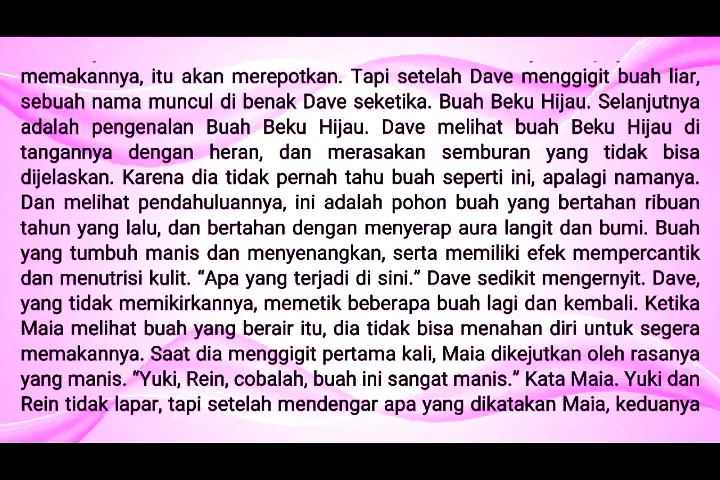 memakannya, itu akan merepotkan. Tapi setelah Dave menggigit buah liar,
sebuah nama muncul di benak Dave seketika. Buah Beku Hijau. Selanjutnya
adalah pengenalan Buah Beku Hijau. Dave melihat buah Beku Hijau di
tangannya dengan heran, dan merasakan semburan yang tidak bisa
dijelaskan. Karena dia tidak pernah tahu buah seperti ini, apalagi namanya.
Dan melihat pendahuluannya, ini adalah pohon buah yang bertahan ribuan
tahun yang lalu, dan bertahan dengan menyerap aura langit dan bumi. Buah
yang tumbuh manis dan menyenangkan, serta memiliki efek mempercantik
dan menutrisi kulit. “Apa yang terjadi di sini.” Dave sedikit mengernyit. Dave,
yang tidak memikirkannya, memetik beberapa buah lagi dan kembali. Ketika
Maia melihat buah yang berair itu, dia tidak bisa menahan diri untuk segera
memakannya. Saat dia menggigit pertama kali, Maia dikejutkan oleh rasanya
yang manis. “Yuki, Rein, cobalah, buah ini sangat manis.” Kata Maia. Yuki dan
Rein tidak lapar, tapi setelah mendengar apa yang dikatakan Maia, keduanya